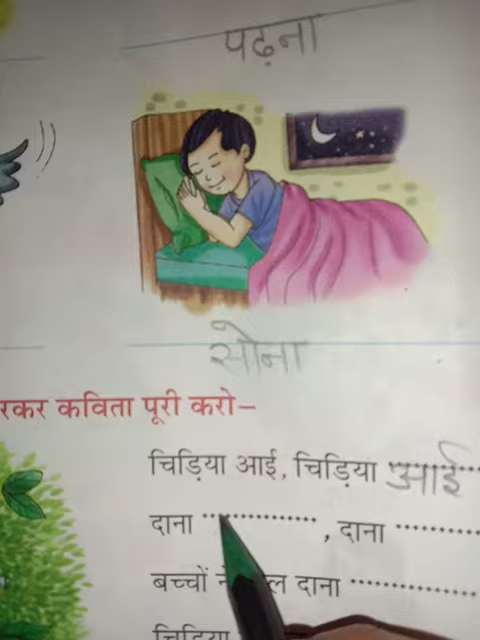 पढ़ना
सोना
रकर कविता पूरी करो–
चिड़िया आई, चिड़िया आई
दाना ................, दाना ............
बच्चों दाना ................
चिड़िया